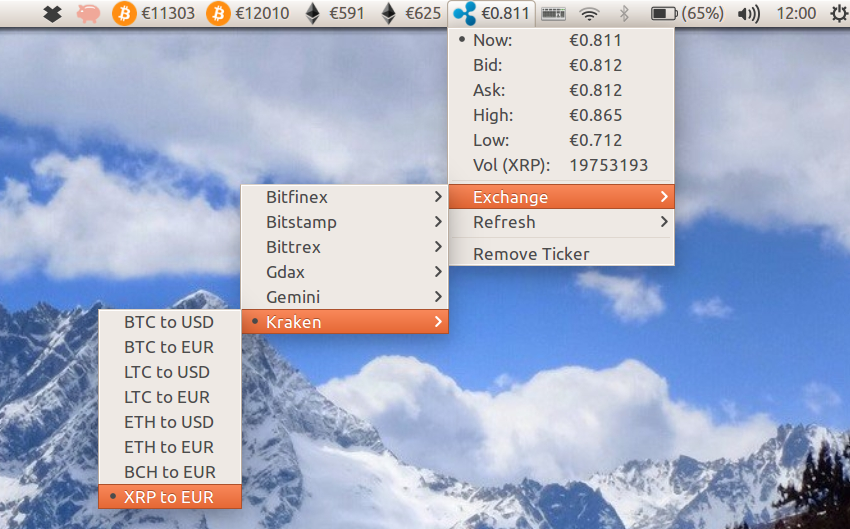 €11303 €12010 €591 €625 €0.811 (65%) 12:00
Now: €0.811
Bid: €0.812
Ask: €0.812
High: €0.865
Low: €0.712
Vol (XRP): 19753193
Exchange
Refresh
Remove Ticker
Bitfinex
Bitstamp
Bittrex
Gdax
Gemini
Kraken
BTC to USD
BTC to EUR
LTC to USD
LTC to EUR
ETH to USD
ETH to EUR
BCH to EUR
XRP to EUR